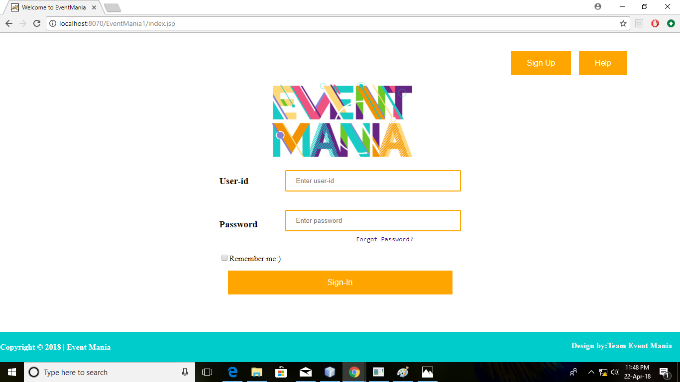 Welcome to EventMania
localhost:8070/EventMania1/index.jsp
Sign Up
Help
EVENT
MANIA
User-id
Enter user-id
Password
Enter password
Forgot Password?
Remember me )
Sign-In
Copyright © 2018 | Event Mania
Design by:Team Event Mania
Type here to search
11:48 PM
22-Apr-18